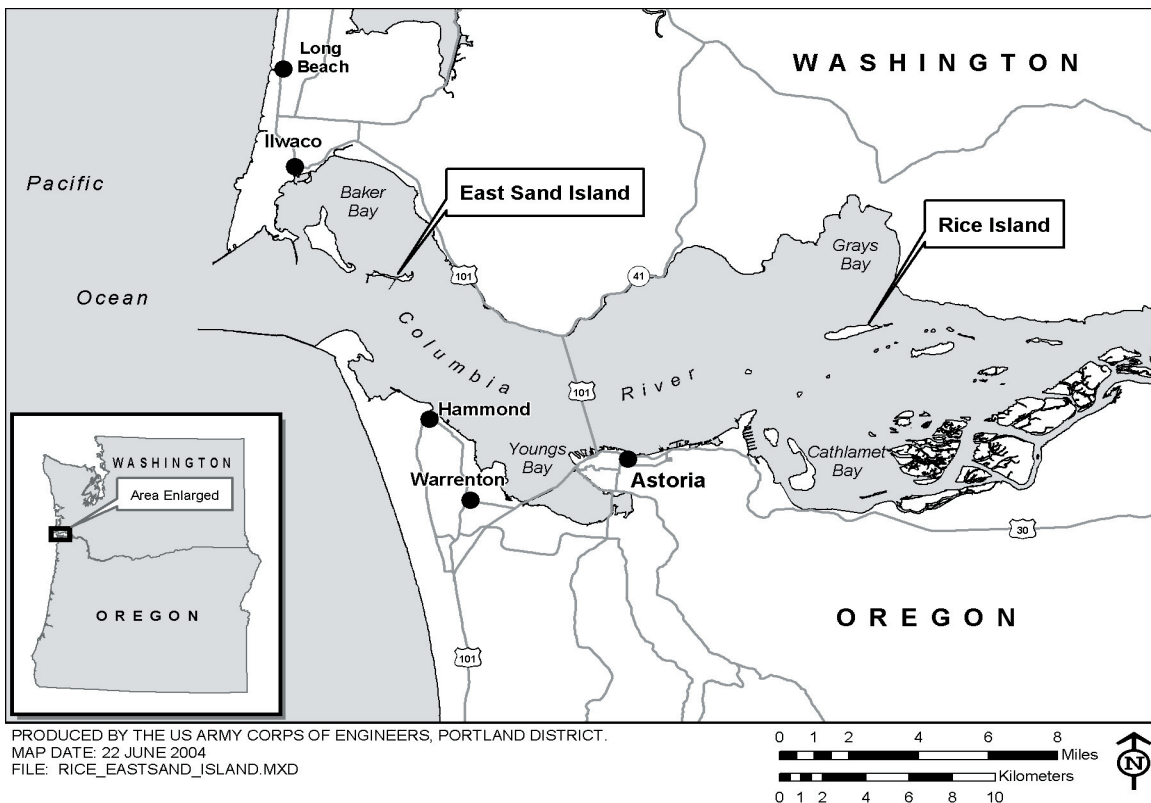 Long
Beach
WASHINGTON
Ilwaco
Pacific
Baker
Bay
East Sand Island
Rice Island
Grays
Bay
101
41
Ocean
Columbia
River
101
Hammond
Youngs
Bay
Cathlamet
Bay
Astoria
Warrenton
30
WASHINGTON
Area Enlarged
OREGON
OREGON
101
PRODUCED BY THE US ARMY CORPS OF ENGINEERS, PORTLAND DISTRICT.
MAP DATE: 22 JUNE 2004
FILE: RICE_EASTSAND_ISLAND.MXD
0 1 2 4 6 8
Miles
Kilometers
0 1 2 4 6 8 10
N